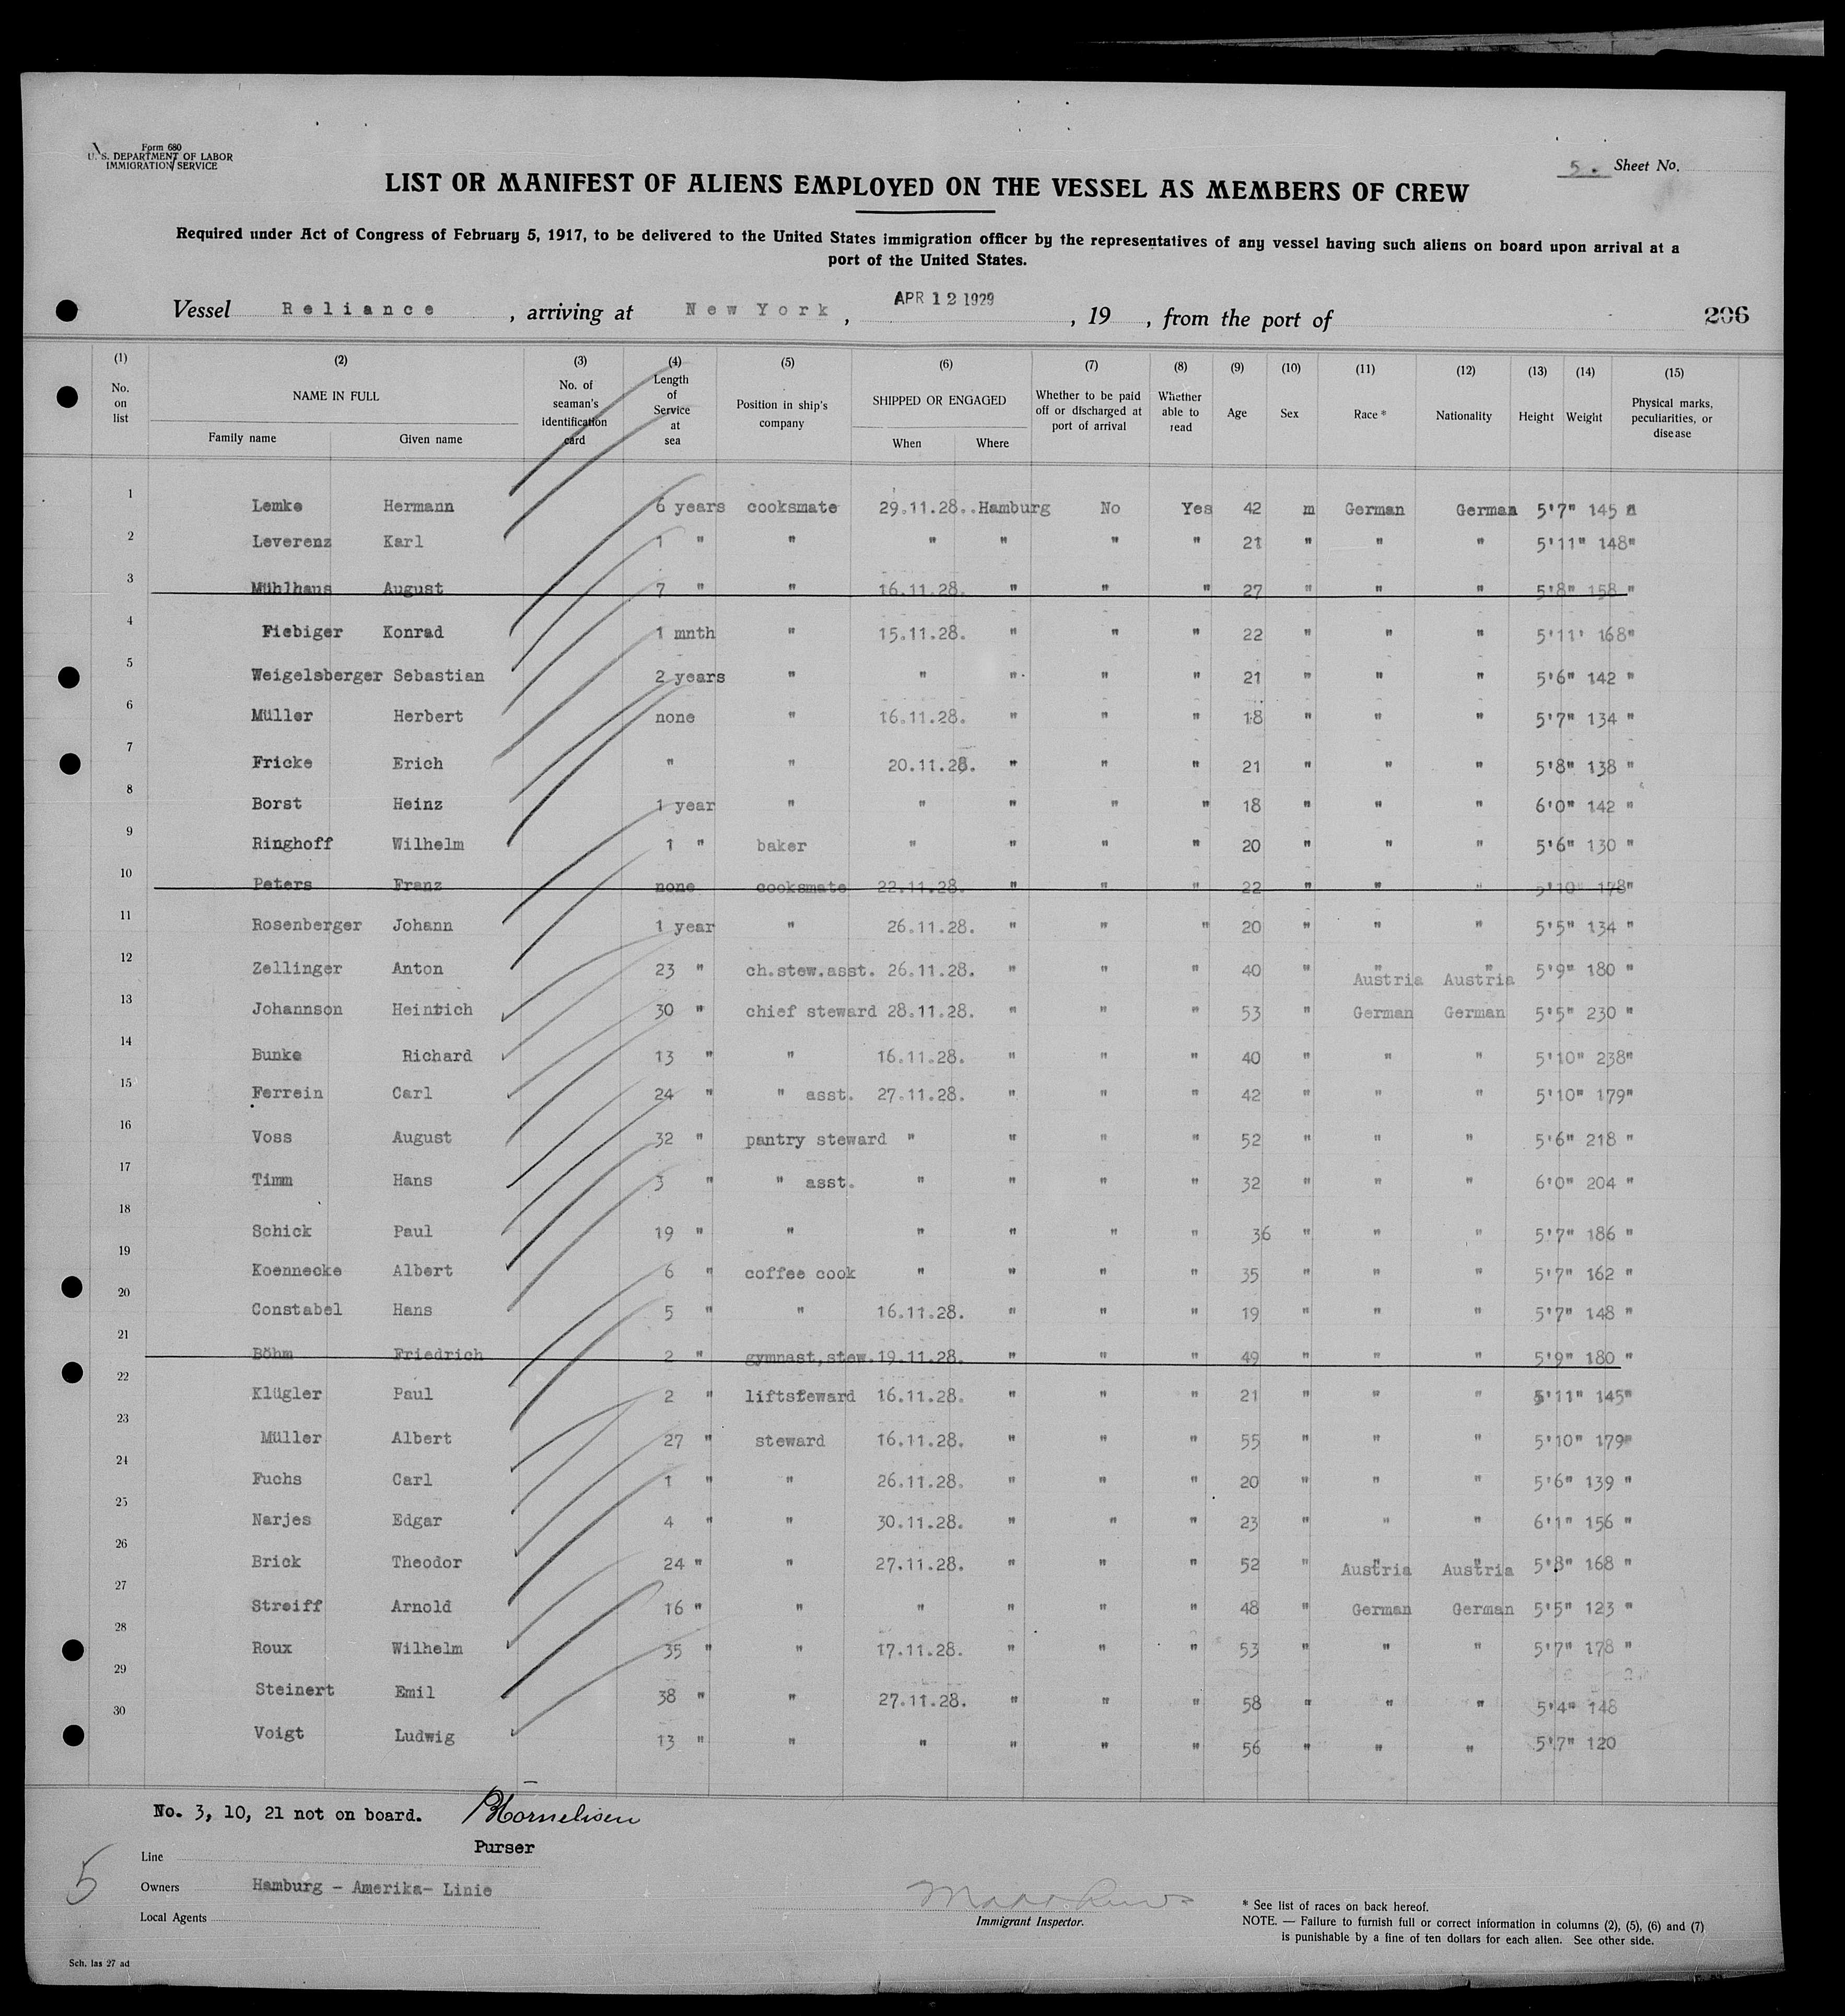 Form 680
U. S. DEPARTMENT OF LABOR
IMMIGRATION SERVICE
5. Sheet No.
LIST OR MANIFEST OF ALIENS EMPLOYED ON THE VESSEL AS MEMBERS OF CREW
Required under Act of Congress of February 5, 1917, to be delivered to the United States immigration officer by the representatives of any vessel having such aliens on board upon arrival at a
port of the United States.
Vessel Reliance, arriving at New York, APR 12 1929, 19, from the port of 206
(1) (2) (3) (4) (5) (6) (7) (8) (9) (10) (11) (12) (13) (14) (15)
No. on list NAME IN FULL Family name Given name No. of seaman's identification card Length of Service at sea Position in ship's company SHIPPED OR ENGAGED When Where Whether to be paid off or discharged at port of arrival Whether able to read Age Sex Race * Nationality Height Weight Physical marks, peculiarities, or disease
1 Lemke Hermann 6 years cooksmate 29.11.28. Hamburg No Yes 42 m German German 5'7" 145
2 Leverenz Karl 1 " " " " " " 21 " " " 5'11" 148"
3 Mühlhans August 7 " " 16.11.28. " " " 27 " " " 5'8" 158 "
4 Fiebiger Konrad 1 mnth " 15.11.28. " " " 22 " " " 5'11' 168"
5 Weigelsberger Sebastian 2 years " " " " " 21 " " " 5'6" 142 "
6 Müller Herbert none " 16.11.28. " " " 18 " " " 5'7" 134 "
7 Fricke Erich " " 20.11.28. " " " 21 " " " 5'8" 138 "
8 Borst Heinz 1 year " " " " " 18 " " " 6'0" 142 "
9 Ringhoff Wilhelm 1 " baker " " " " 20 " " " 5'6" 130 "
10 Peters Franz none cooksmate 22.11.28. " " " 22 " " " 5'10" 178"
11 Rosenberger Johann 1 year " 26.11.28. " " " 20 " " " 5'5" 134 "
12 Zellinger Anton 23 " ch.stew.asst. 26.11.28. " " " 40 " " Austria " Austria 5'9" 180 "
13 Johannson Heinrich 30 " chief steward 28.11.28. " " " 53 " German German 5'5" 230 "
14 Bunke Richard 13 " " 16.11.28. " " " 40 " " " 5'10" 238"
15 Ferrein Carl 24 " " asst. 27.11.28. " " " 42 " " " 5'10" 179"
16 Voss August 32 " pantry steward " " " " 52 " " " 5'6" 218 "
17 Timm Hans 3 " " asst. " " " " 32 " " " 6'0" 204 "
18 Schick Paul 19 " " " " " " 36 " " " 5'7" 186 "
19 Koennecke Albert 6 " coffee cook " " " " 35 " " " 5'7" 162 "
20 Constabel Hans 5 " " 16.11.28. " " " 19 " " " 5'7" 148 "
21 Böhm Friedrich 2 " gymnast,stew. 19.11.28. " " " 49 " " " 5'9" 180 "
22 Klügler Paul 2 " liftsteward 16.11.28. " " " 21 " " " 5'11" 145"
23 Müller Albert 27 " steward 16.11.28. " " " 55 " " " 5'10" 179"
24 Fuchs Carl 1 " " 26.11.28. " " " 20 " " " 5'6" 139 "
25 Narjes Edgar 4 " " 30.11.28. " " " 23 " " " 6'1" 156 "
26 Brick Theodor 24 " " 27.11.28. " " " 52 " " Austria " Austria 5'8" 168 "
27 Streiff Arnold 16 " " " " " " 48 " German German 5'5" 123 "
28 Roux Wilhelm 35 " " 17.11.28. " " " 53 " " " 5'7" 178 "
29 Steinert Emil 38 " " 27.11.28. " " " 58 " " " 5'4" 148
30 Voigt Ludwig 13 " " " " " " 56 " " " 5'7" 120
No. 3, 10, 21 not on board. Kornelisen
Purser
5
Line
Owners Hamburg - Amerika- Linie
Local Agents
Immigrant Inspector.
* See list of races on back hereof.
NOTE. — Failure to furnish full or correct information in columns (2), (5), (6) and (7)
is punishable by a fine of ten dollars for each alien. See other side.
Sch. las 27 ad